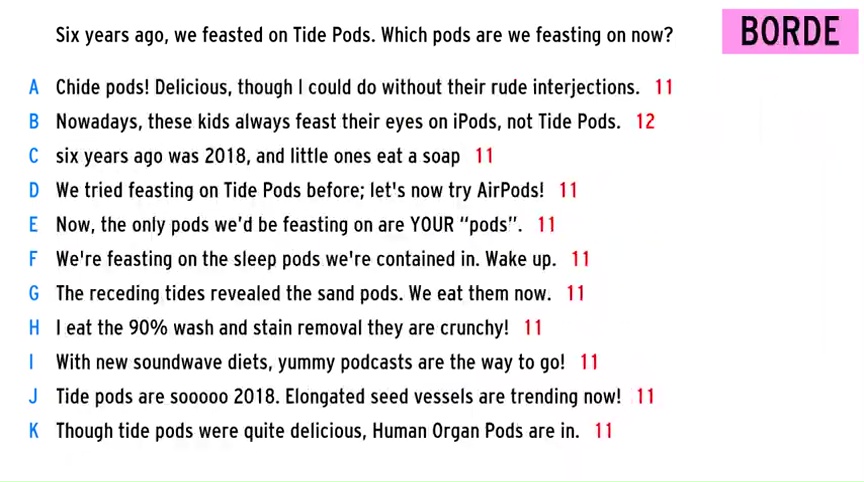 Six years ago, we feasted on Tide Pods. Which pods are we feasting on now?
BORDE
A Chide pods! Delicious, though I could do without their rude interjections. 11
B Nowadays, these kids always feast their eyes on iPods, not Tide Pods. 12
C six years ago was 2018, and little ones eat a soap 11
D We tried feasting on Tide Pods before; let's now try AirPods! 11
E Now, the only pods we’d be feasting on are YOUR “pods”. 11
F We're feasting on the sleep pods we're contained in. Wake up. 11
G The receding tides revealed the sand pods. We eat them now. 11
H I eat the 90% wash and stain removal they are crunchy! 11
I With new soundwave diets, yummy podcasts are the way to go! 11
J Tide pods are sooooo 2018. Elongated seed vessels are trending now! 11
K Though tide pods were quite delicious, Human Organ Pods are in. 11